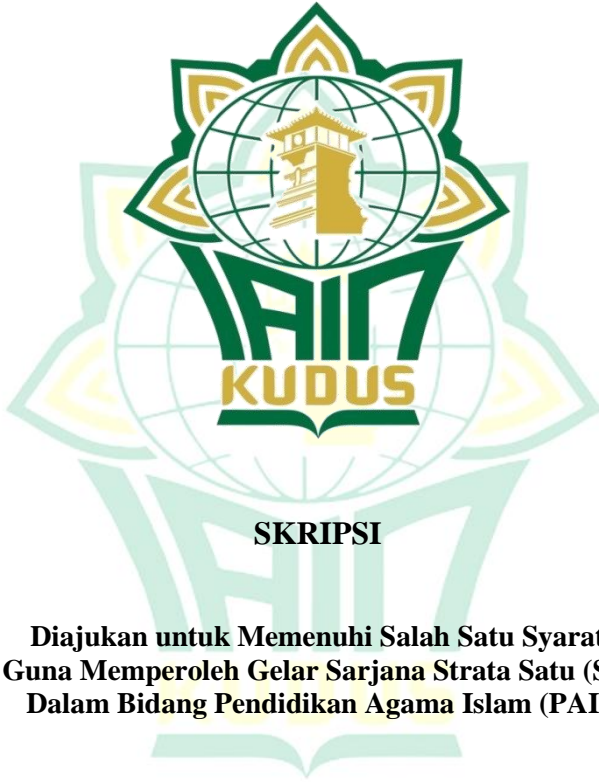 IAIN
KUDUS
SKRIPSI
Diajukan untuk Memenuhi Salah Satu Syarat
Guna Memperoleh Gelar Sarjana Strata Satu (S
Dalam Bidang Pendidikan Agama Islam (PAI